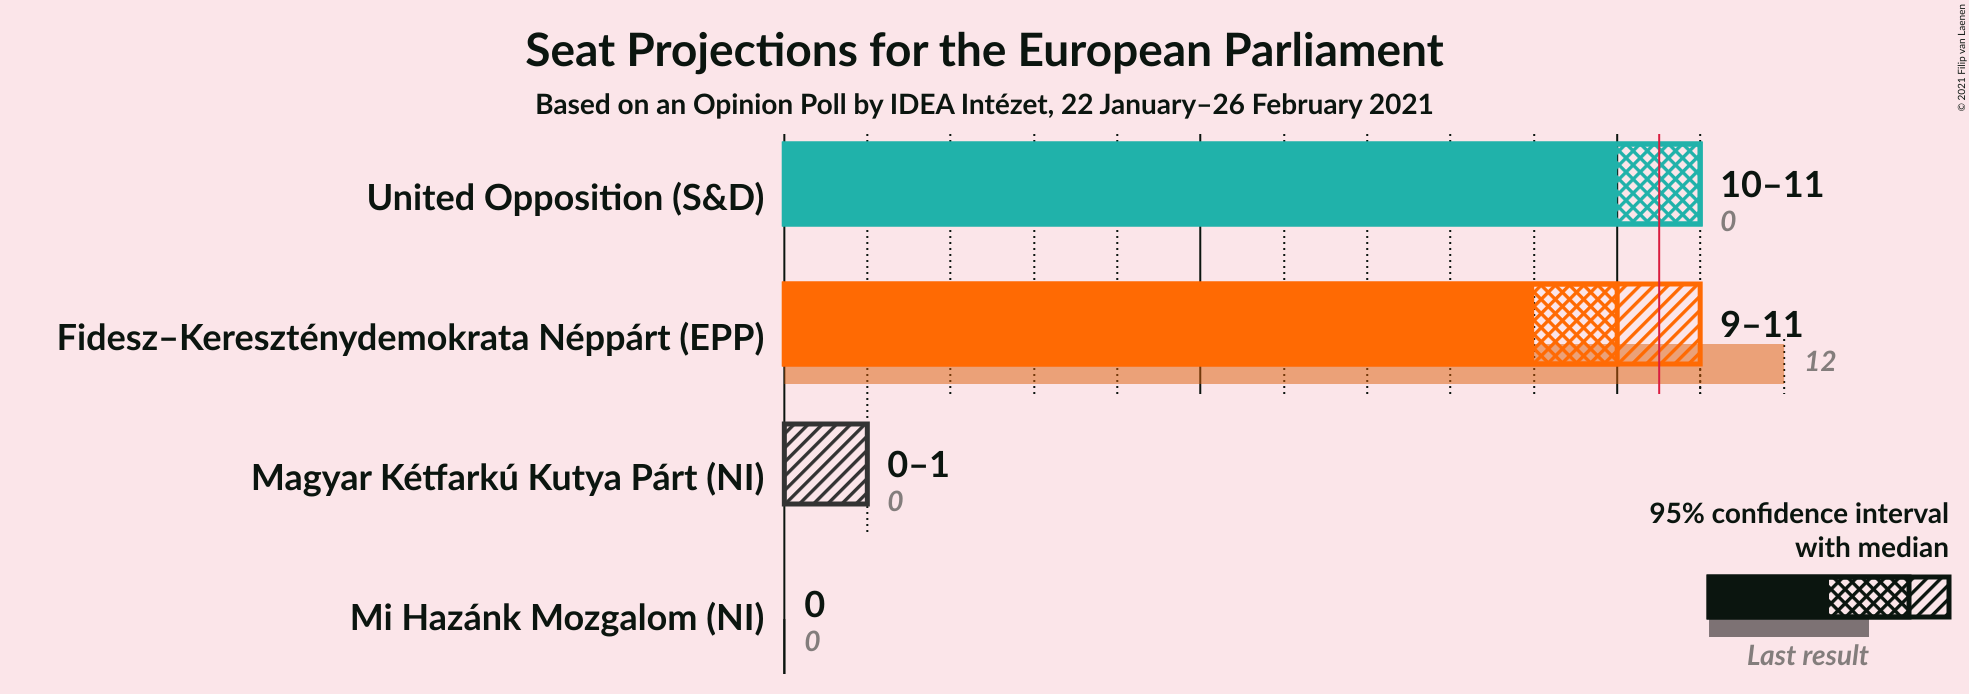 Seat Projections for the European Parliament
Based on an Opinion Poll by IDEA Intézet, 22 January–26 February 2021
© 2021 Filip van Laenen
United Opposition (S&D)
10–11
0
Fidesz–Kereszténydemokrata Néppárt (EPP)
9–11
12
Magyar Kétfarkú Kutya Párt (NI)
0–1
0
Mi Hazánk Mozgalom (NI)
0
0
95% confidence interval
with median
Last result